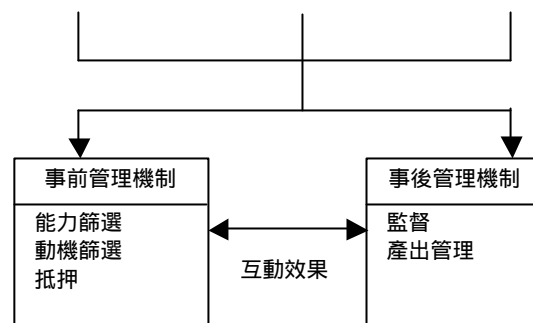 事前管理機制
能力篩選
動機篩選
抵押
互動效果
事後管理機制
監督
產出管理